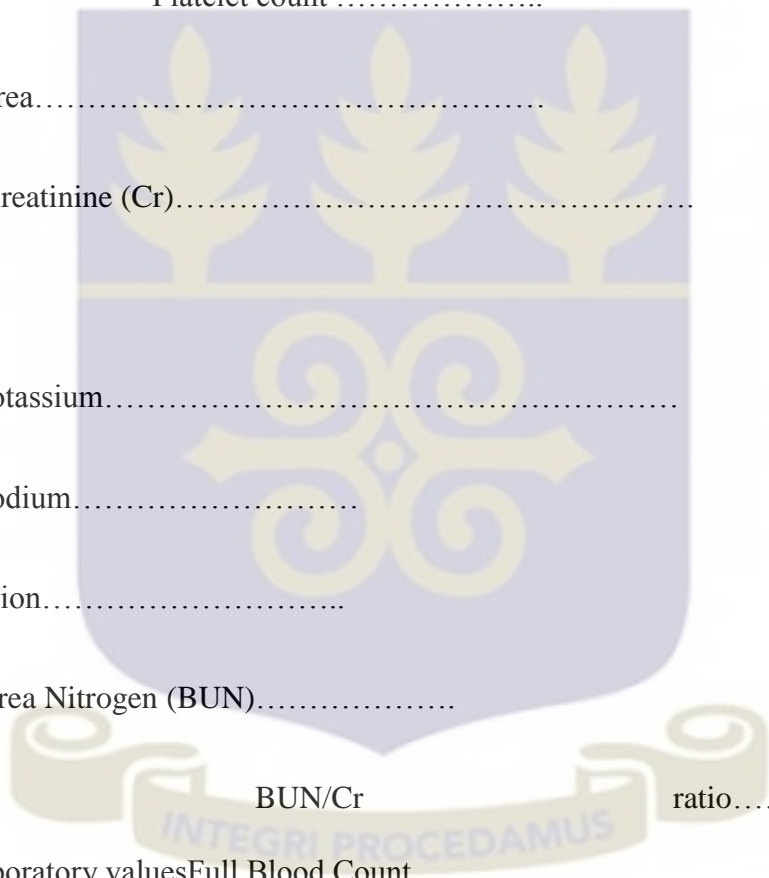 Platelet count ………………..
rea…………………………………………
reatinine (Cr)………………………………………….
otassium………………………………………………
odium………………………
ion………………………..
rea Nitrogen (BUN)……………….
BUN/Cr ratio….
INTEGRI PROCEDAMUS
boratory valuesFull Blood Count